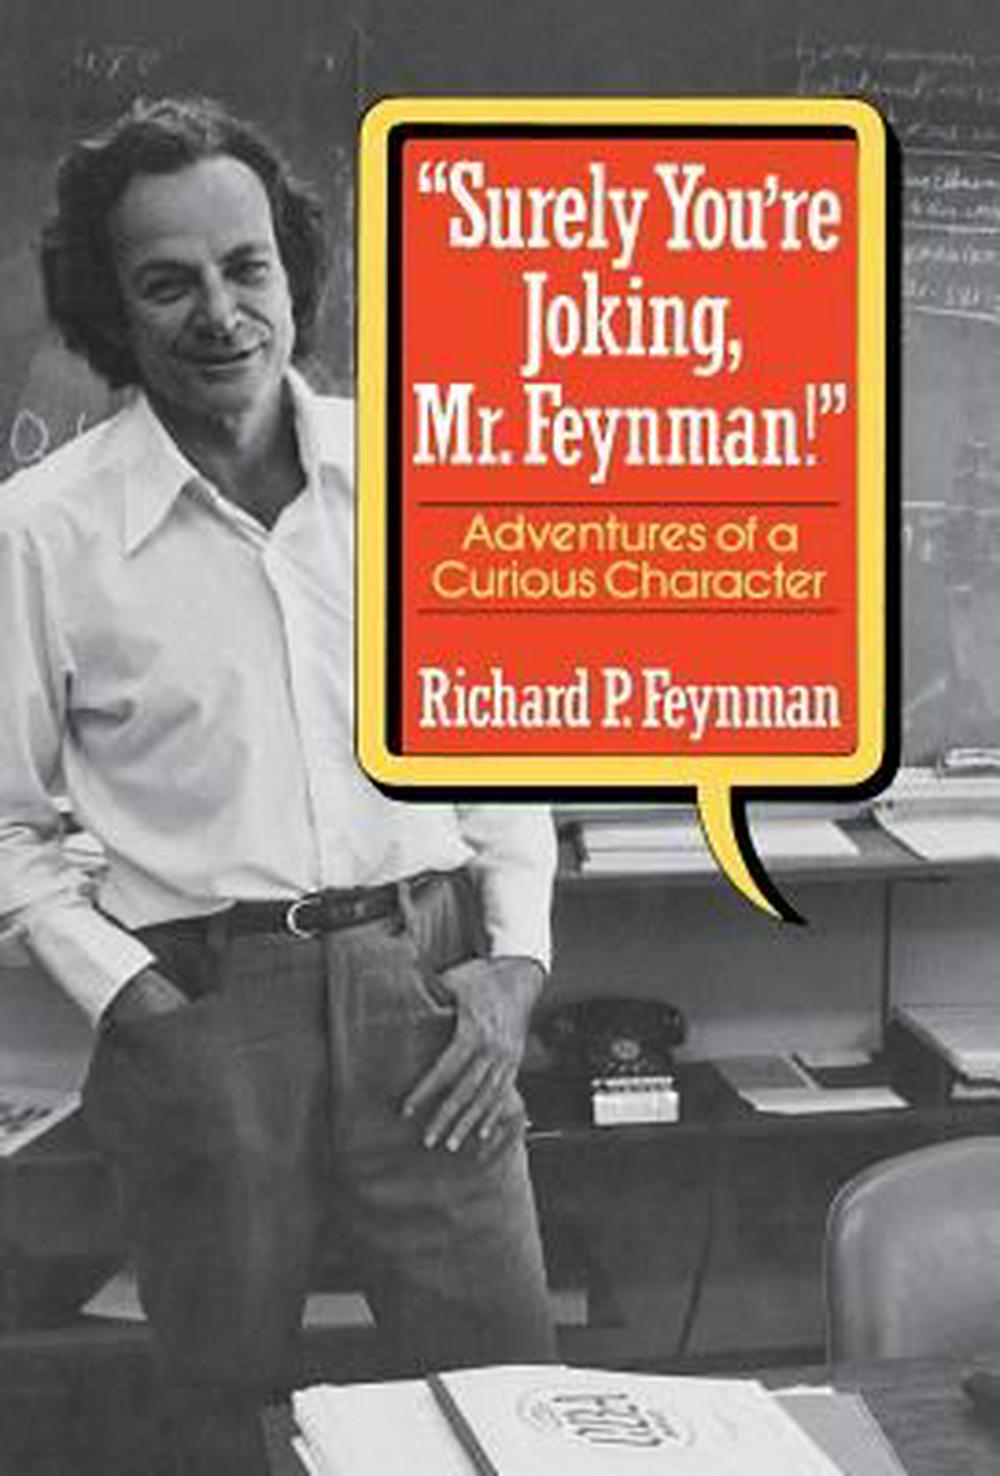 “Surely You’re
Joking,
Mr. Feynman!”
Adventures of a
Curious Character
Richard P. Feynman